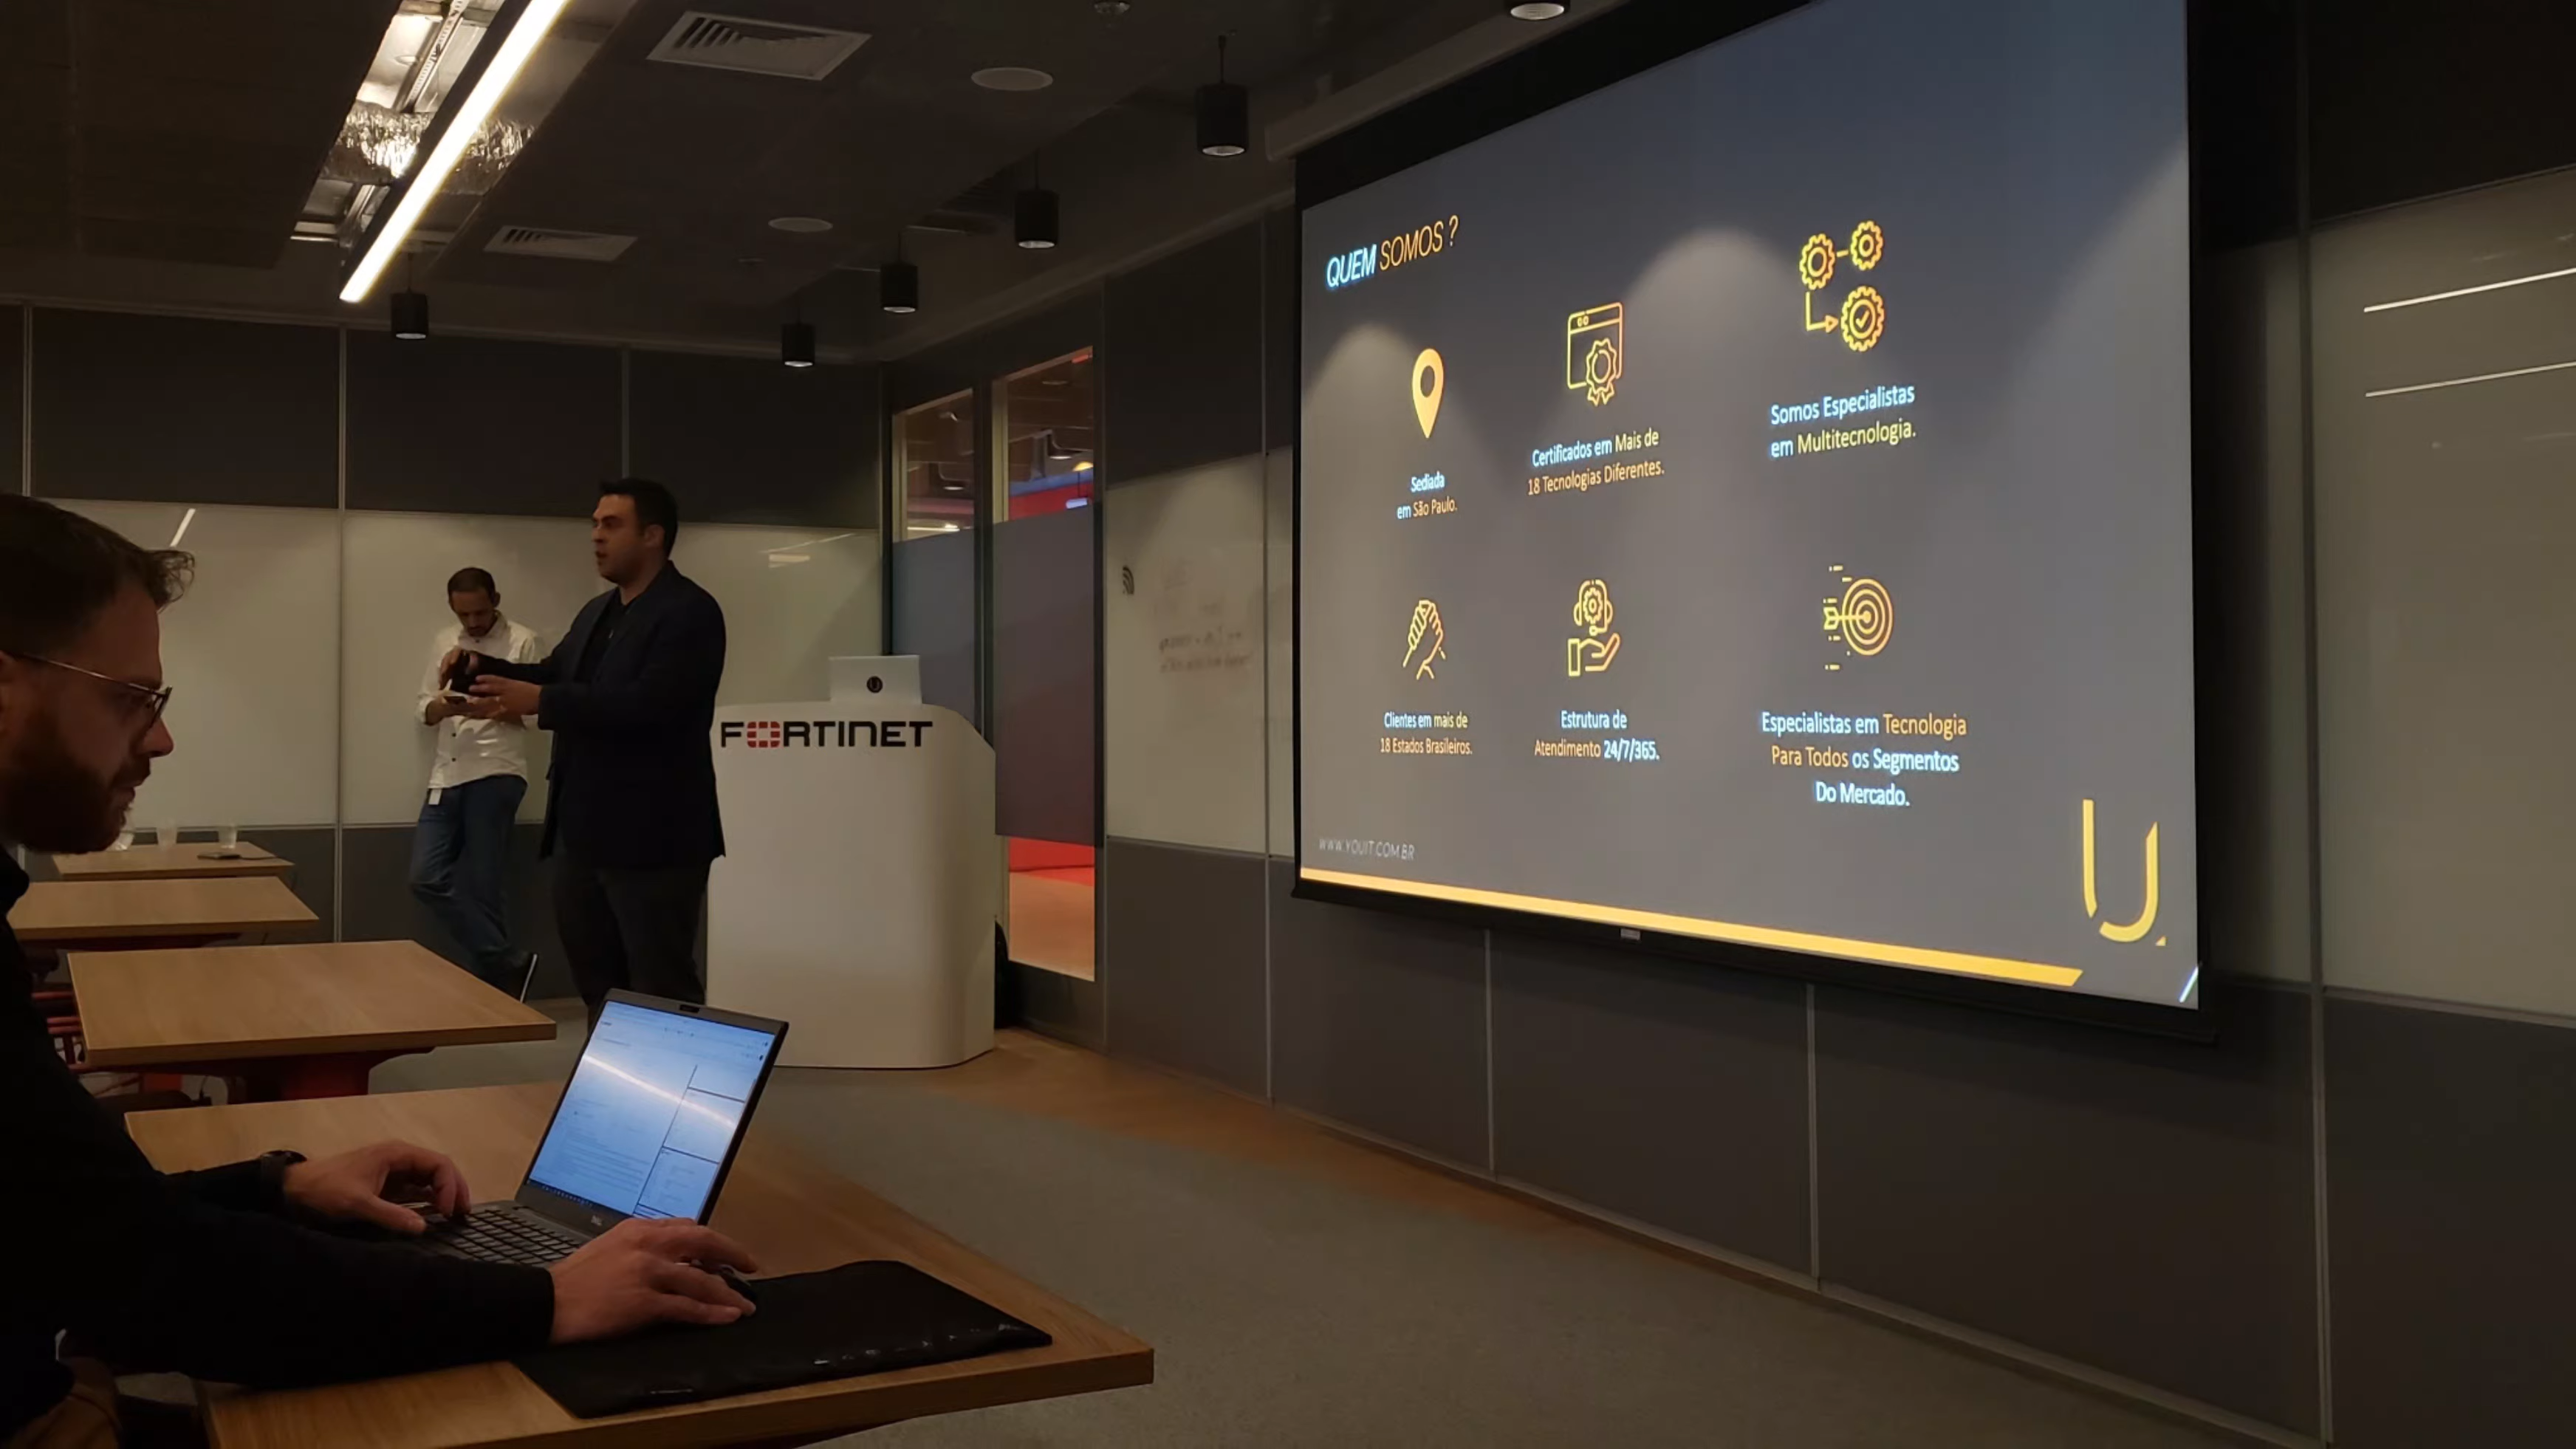 QUEM SOMOS ?
Sediada
em São Paulo.
Certificados em Mais de
18 Tecnologias Diferentes.
Somos Especialistas
em Multitecnologia.
Clientes em mais de
18 Estados Brasileiros.
Estrutura de
Atendimento 24/7/365.
Especialistas em Tecnologia
Para Todos os Segmentos
Do Mercado.
WWW.YOUIT.COM.BR
U
FORTINET